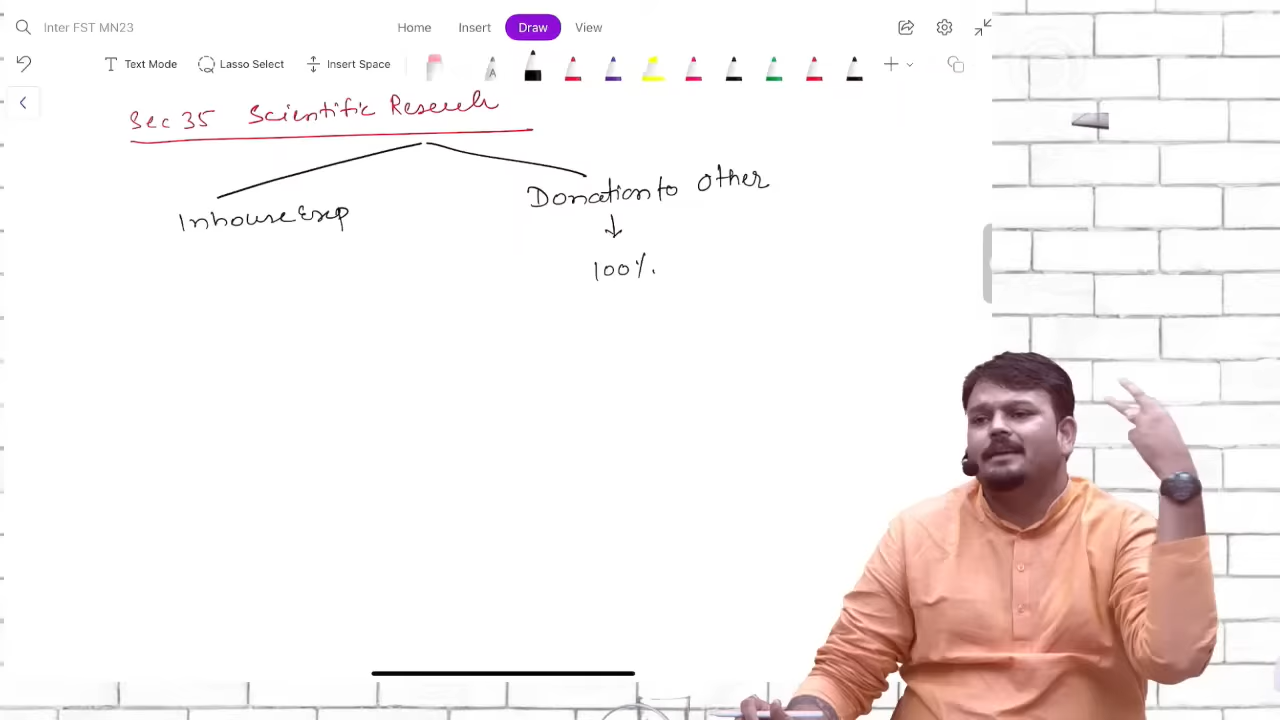 Inter FST MN23
Home Insert Draw View
Text Mode Lasso Select Insert Space
Sec 35 Scientific Reserch
Inhouse Exp
Donation to Other
↓
100%.